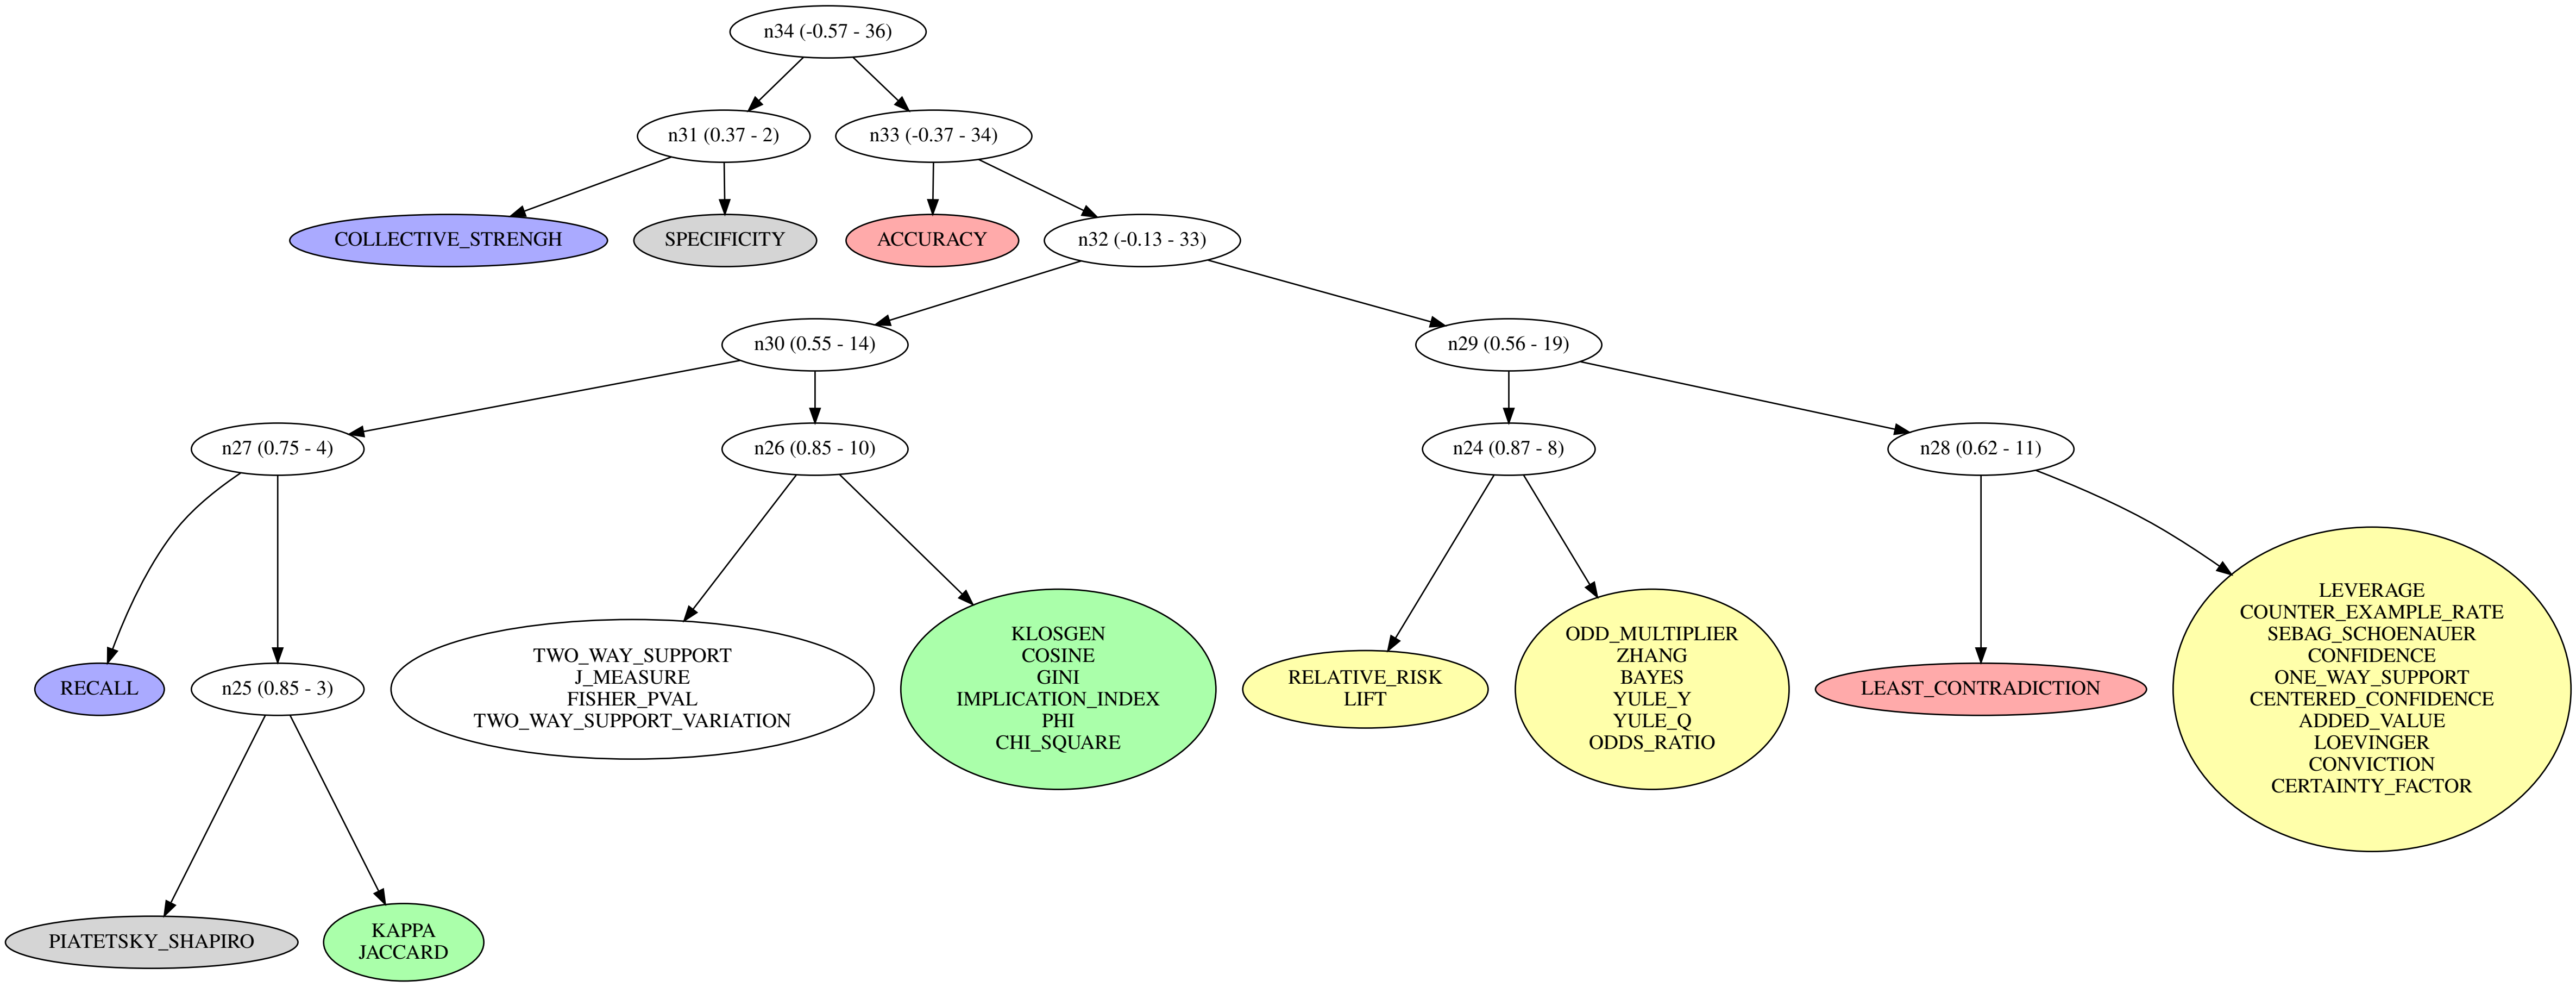 n34 (-0.57 - 36)
n31 (0.37 - 2)
n33 (-0.37 - 34)
COLLECTIVE_STRENGH
SPECIFICITY
ACCURACY
n32 (-0.13 - 33)
n30 (0.55 - 14)
n29 (0.56 - 19)
n27 (0.75 - 4)
n26 (0.85 - 10)
n24 (0.87 - 8)
n28 (0.62 - 11)
RECALL
n25 (0.85 - 3)
TWO_WAY_SUPPORT
J_MEASURE
FISHER_PVAL
TWO_WAY_SUPPORT_VARIATION
KLOSGEN
COSINE
GINI
IMPLICATION_INDEX
PHI
CHI_SQUARE
RELATIVE_RISK
LIFT
ODD_MULTIPLIER
ZHANG
BAYES
YULE_Y
YULE_Q
ODDS_RATIO
LEAST_CONTRADICTION
LEVERAGE
COUNTER_EXAMPLE_RATE
SEBAG_SCHOENAUER
CONFIDENCE
ONE_WAY_SUPPORT
CENTERED_CONFIDENCE
ADDED_VALUE
LOEVINGER
CONVICTION
CERTAINTY_FACTOR
PIATETSKY_SHAPIRO
KAPPA
JACCARD